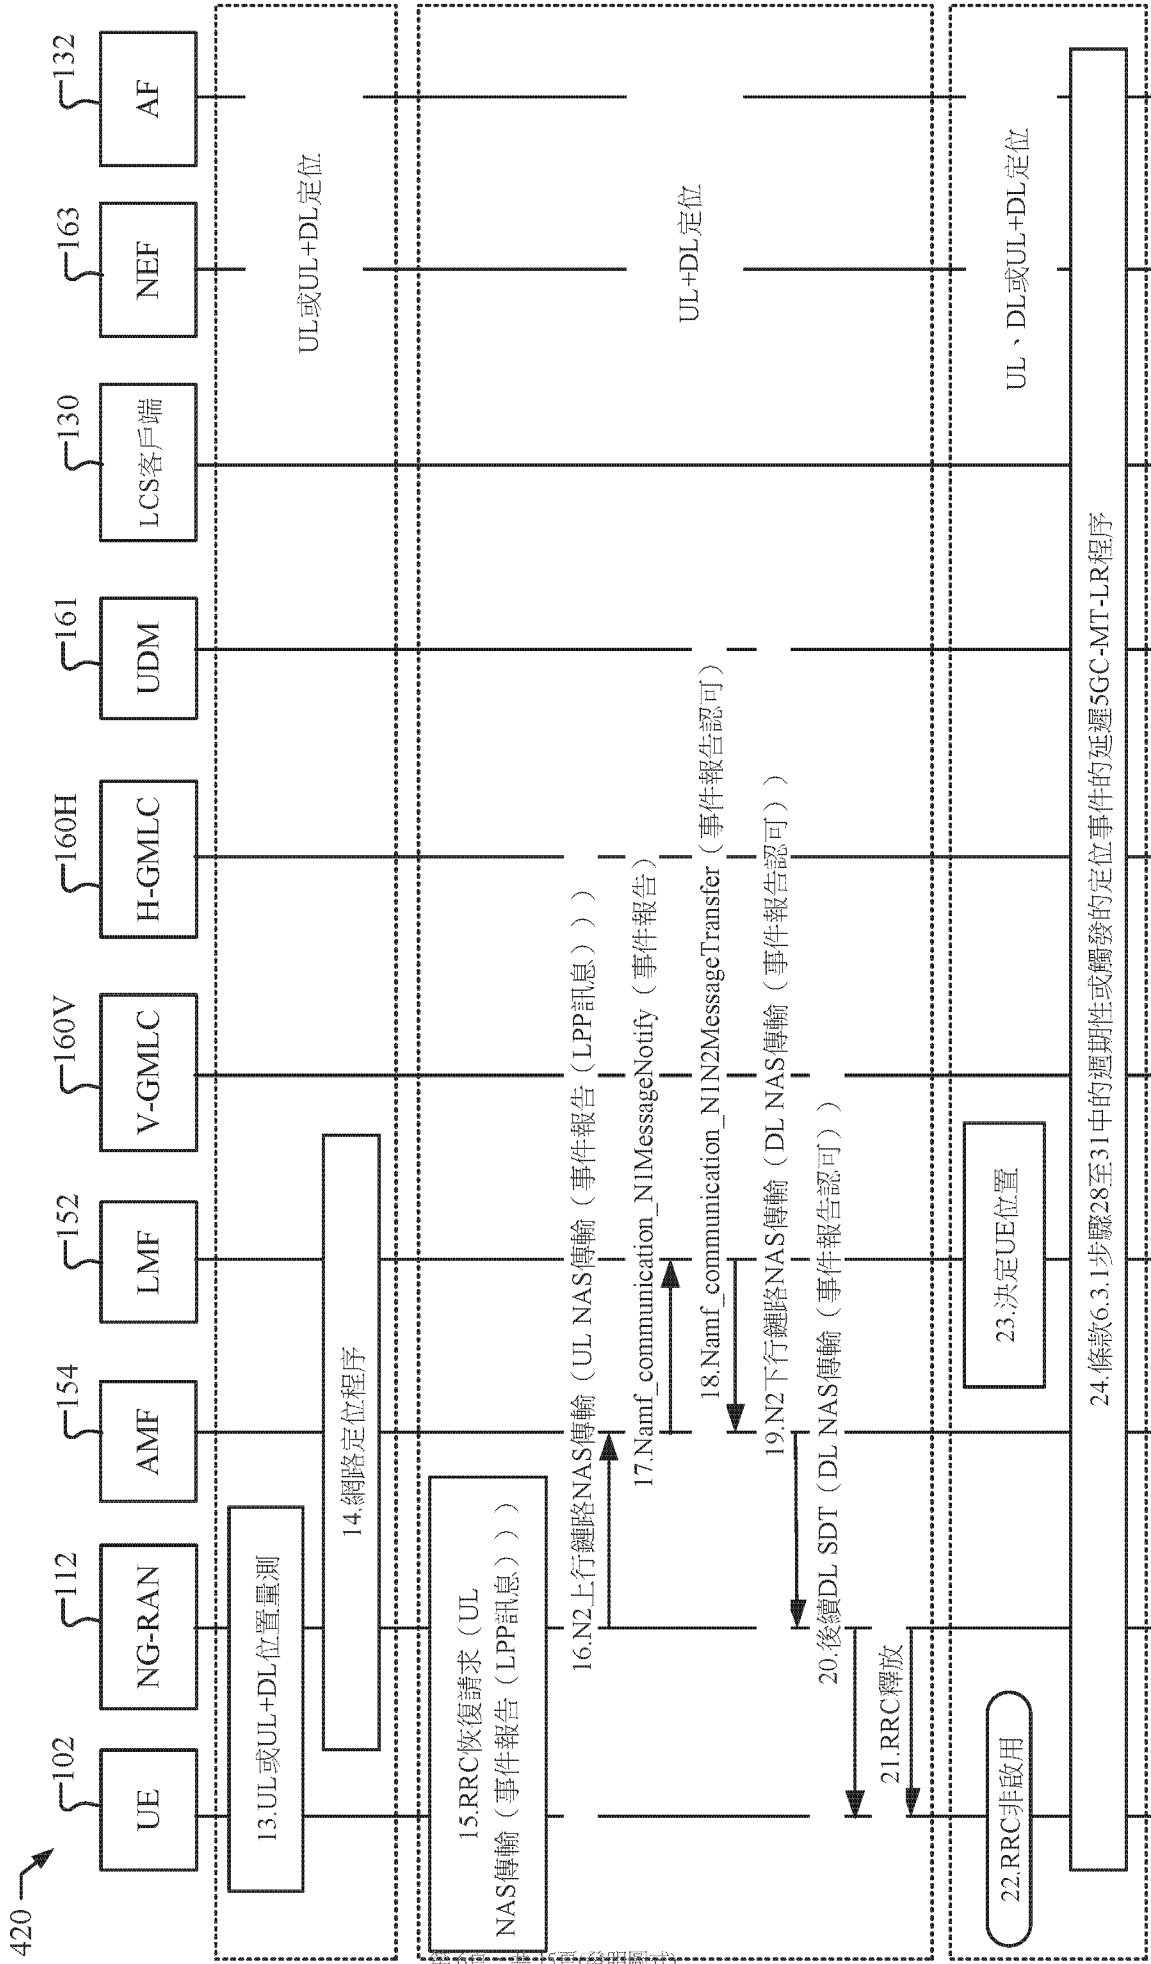 420
102
112
154
152
160V
160H
161
130
163
132
UE
NG-RAN
AMF
LMF
V-GMLC
H-GMLC
UDM
LCS客戶端
NEF
AF
UL或UL+DL定位
13.UL或UL+DL位置量測
14.網路定位程序
UL+DL定位
15.RRC恢復請求（UL
NAS傳輸（事件報告（LPP訊息）））
16.N2上行鏈路NAS傳輸（UL NAS傳輸（事件報告（LPP訊息）））
17.Namf_communication_N1MessageNotify（事件報告）
18.Namf_communication_N1N2MessageTransfer（事件報告認可）
19.N2下行鏈路NAS傳輸（DL NAS傳輸（事件報告認可））
20.後續DL SDT（DL NAS傳輸（事件報告認可））
21.RRC釋放
UL、DL或UL+DL定位
22.RRC非啟用
23.決定UE位置
24.條款6.3.1步驟28至31中的週期性或觸發的定位事件的延遲5GC-MT-LR程序